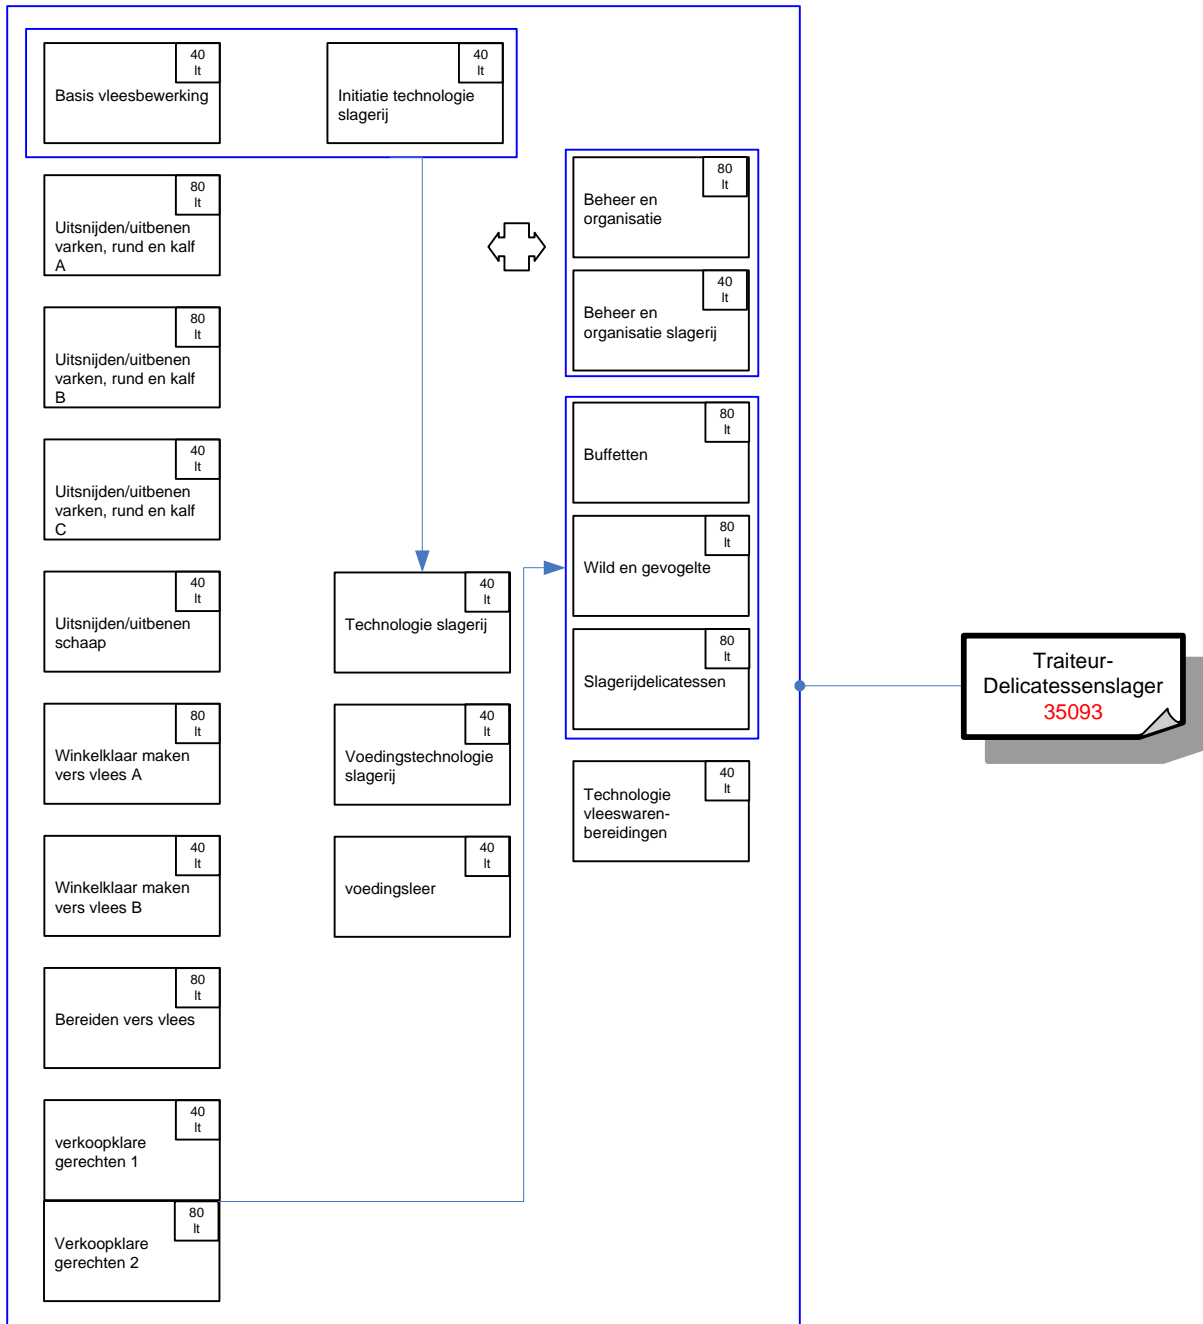 40
lt
Basis vleesbewerking
40
lt
Initiatie technologie
slagerij
80
lt
Uitsnijden/uitbenen
varken, rund en kalf
A
80
lt
Uitsnijden/uitbenen
varken, rund en kalf
B
40
lt
Uitsnijden/uitbenen
varken, rund en kalf
C
40
lt
Uitsnijden/uitbenen
schaap
80
lt
Winkelklaar maken
vers vlees A
40
lt
Winkelklaar maken
vers vlees B
80
lt
Bereiden vers vlees
40
lt
verkoopklare
gerechten 1
80
lt
Verkoopklare
gerechten 2
40
lt
Technologie slagerij
40
lt
Voedingstechnologie
slagerij
40
lt
voedingsleer
80
lt
Beheer en
organisatie
40
lt
Beheer en
organisatie slagerij
80
lt
Buffetten
80
lt
Wild en gevogelte
80
lt
Slagerijdelicatessen
40
lt
Technologie
vleeswaren-
bereidingen
Traiteur-
Delicatessenslager
35093